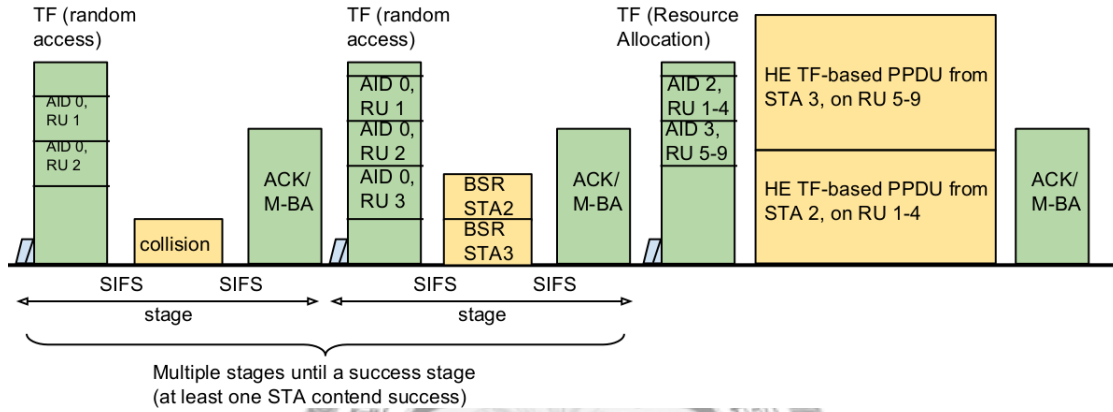 TF (random
access)
TF (random
access)
TF (Resource
Allocation)
AID 0,
RU 1
AID 0,
RU 2
collision
ACK/
M-BA
AID 0,
RU 1
AID 0,
RU 2
AID 0,
RU 3
BSR
STA2
BSR
STA3
ACK/
M-BA
AID 2,
RU 1-4
AID 3,
RU 5-9
HE TF-based PPDU from
STA 3, on RU 5-9
HE TF-based PPDU from
STA 2, on RU 1-4
ACK/
M-BA
SIFS
SIFS
SIFS
SIFS
stage
stage
Multiple stages until a success stage
(at least one STA contend success)